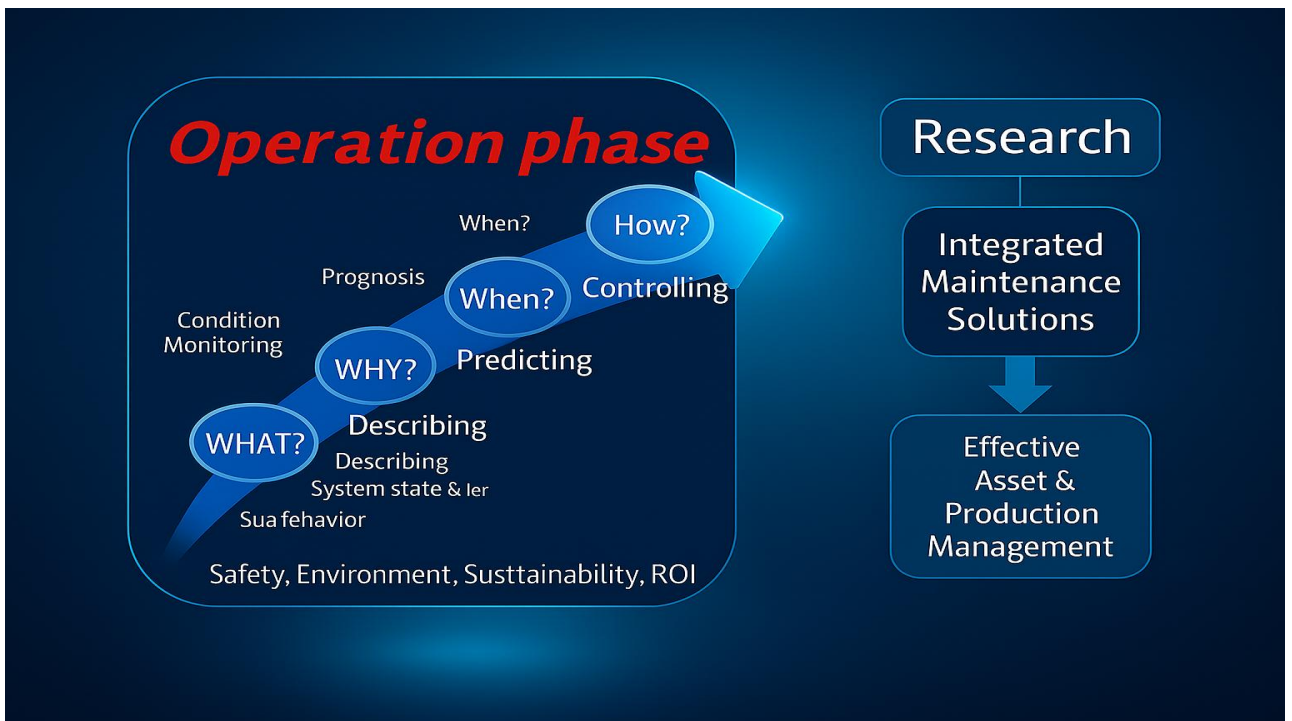 Operation phase
When?
How?
Prognosis
When?
Controlling
Condition
Monitoring
WHY?
Predicting
WHAT?
Describing
Describing
System state & ler
Sua fehavior
Safety, Environment, Susttainability, ROI
Research
Integrated
Maintenance
Solutions
Effective
Asset &
Production
Management